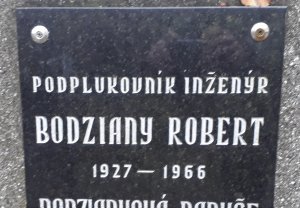 PODPLUKOVNÍK INŽENÝR
BODZIANY ROBERT
1927 — 1966